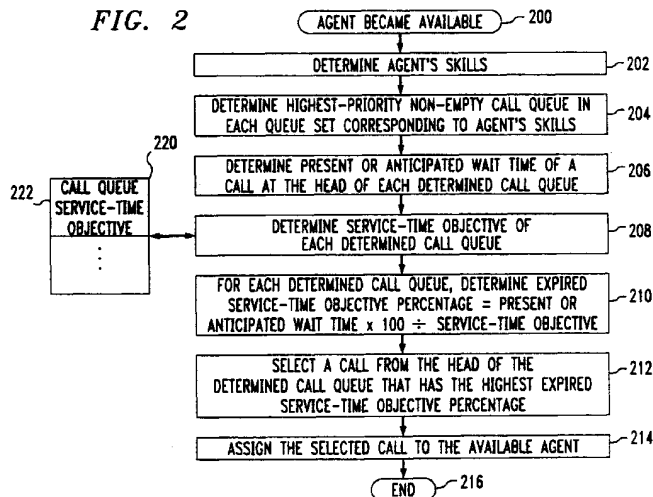 FIG. 2
AGENT BECAME AVAILABLE
200
DETERMINE AGENT'S SKILLS
202
DETERMINE HIGHEST-PRIORITY NON-EMPTY CALL QUEUE IN
EACH QUEUE SET CORRESPONDING TO AGENT'S SKILLS
204
DETERMINE PRESENT OR ANTICIPATED WAIT TIME OF A
CALL AT THE HEAD OF EACH DETERMINED CALL QUEUE
206
220
222
CALL QUEUE
SERVICE-TIME
OBJECTIVE
DETERMINE SERVICE-TIME OBJECTIVE OF
EACH DETERMINED CALL QUEUE
208
FOR EACH DETERMINED CALL QUEUE, DETERMINE EXPIRED
SERVICE-TIME OBJECTIVE PERCENTAGE = PRESENT OR
ANTICIPATED WAIT TIME x 100 ÷ SERVICE-TIME OBJECTIVE
210
SELECT A CALL FROM THE HEAD OF THE
DETERMINED CALL QUEUE THAT HAS THE HIGHEST EXPIRED
SERVICE-TIME OBJECTIVE PERCENTAGE
212
ASSIGN THE SELECTED CALL TO THE AVAILABLE AGENT
214
END
216